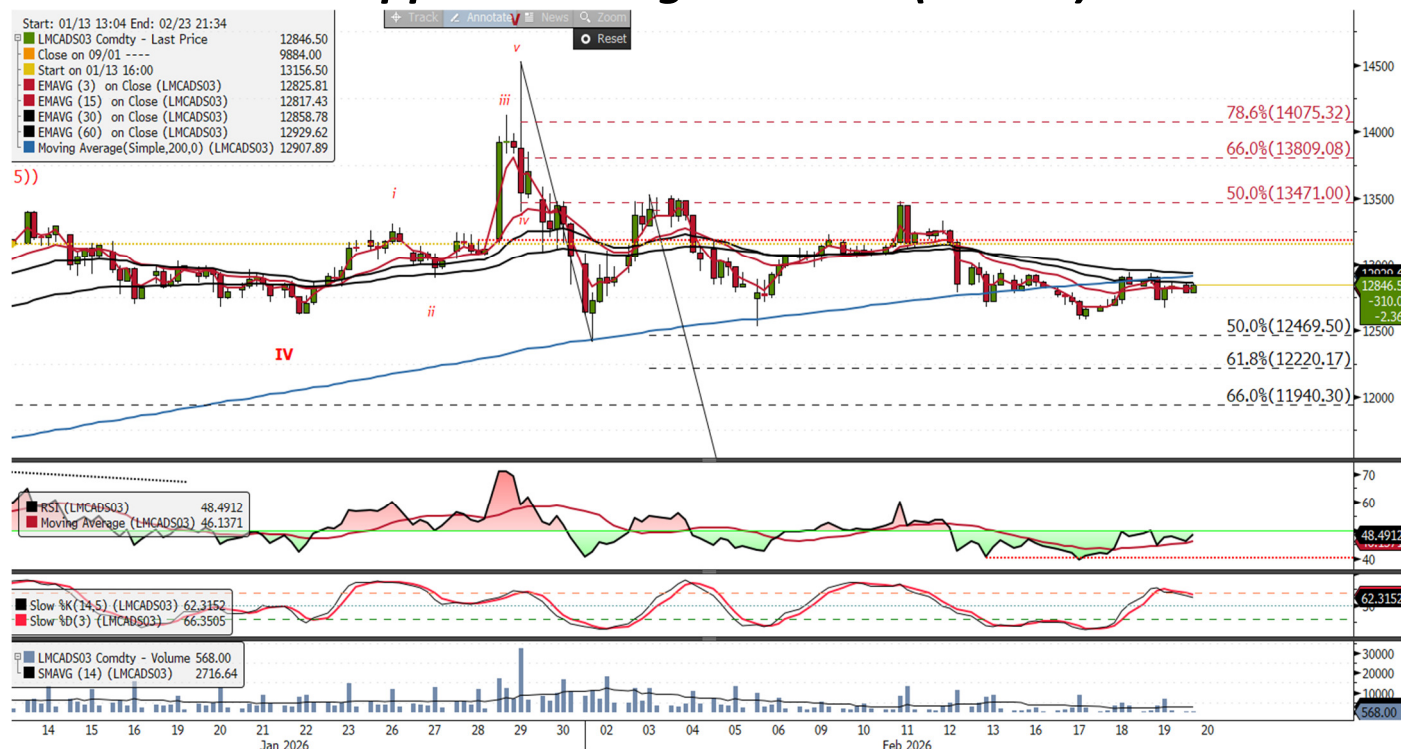 Track Annotate News Zoom
Reset
Start: 01/13 13:04 End: 02/23 21:34
LMCADS03 Comdty - Last Price 12846.50
Close on 09/01 ---- 9884.00
Start on 01/13 16:00 13156.50
EMAVG (3) on Close (LMCADS03) 12825.81
EMAVG (15) on Close (LMCADS03) 12817.43
EMAVG (30) on Close (LMCADS03) 12858.78
EMAVG (60) on Close (LMCADS03) 12929.62
Moving Average(Simple,200,0) (LMCADS03) 12907.89
V
v
iii
5))
i
iv
ii
IV
78.6%(14075.32)
66.0%(13809.08)
50.0%(13471.00)
50.0%(12469.50)
61.8%(12220.17)
66.0%(11940.30)
14500
14000
13500
13000
12846.5
-310.0
-2.36
12500
12000
RSI (LMCADS03) 48.4912
Moving Average (LMCADS03) 46.1371
70
60
48.4912
40
Slow %K(14,5) (LMCADS03) 62.3152
Slow %D(3) (LMCADS03) 66.3505
62.3152
LMCADS03 Comdty - Volume 568.00
SMAVG (14) (LMCADS03) 2716.64
30000
20000
10000
568.00
14 15 16 19 20 21 22 23 26 27 28 29 30 02 03 04 05 06 09 10 11 12 13 16 17 18 19 20
Jan 2026 Feb 2026